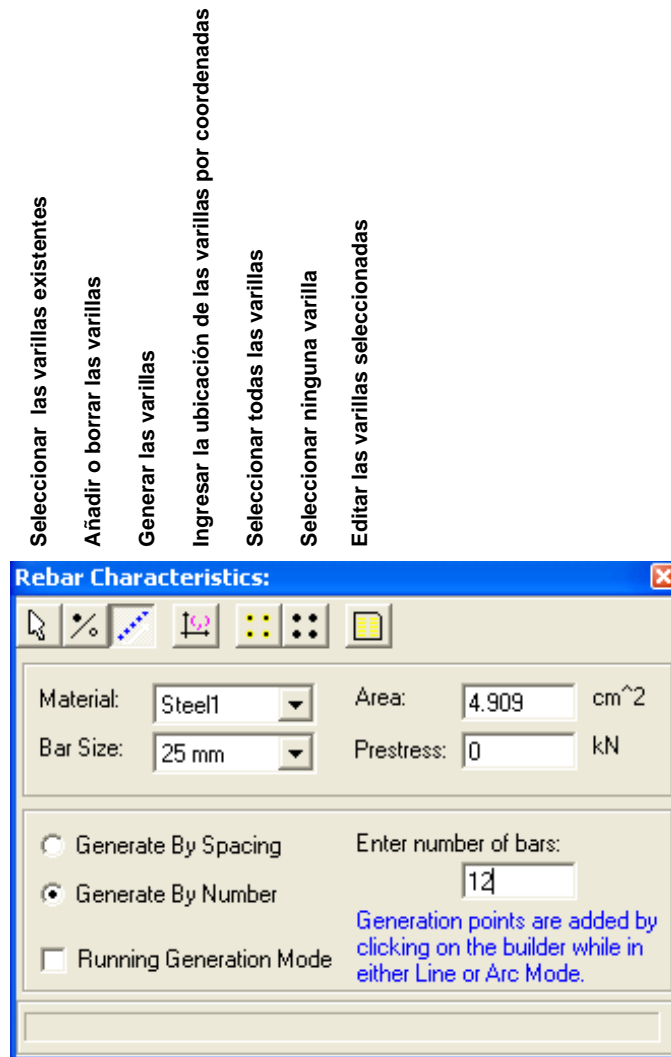 Seleccionar las varillas existentes
Añadir o borrar las varillas
Generar las varillas
Ingresar la ubicación de las varillas por coordenadas
Seleccionar todas las varillas
Seleccionar ninguna varilla
Editar las varillas seleccionadas
Rebar Characteristics:
Material: Steel1 Area: 4.909 cm^2
Bar Size: 25 mm Prestress: 0 kN
Generate By Spacing
Generate By Number
Running Generation Mode
Enter number of bars:
12
Generation points are added by
clicking on the builder while in
either Line or Arc Mode.